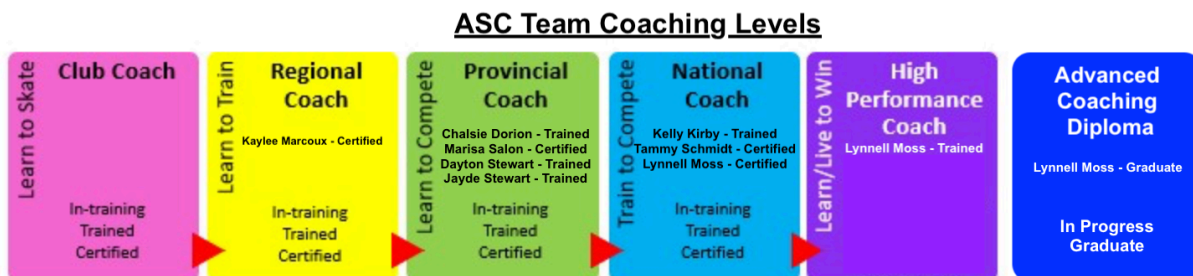 ASC Team Coaching Levels
Learn to Skate
Club Coach
In-training
Trained
Certified
Learn to Train
Regional
Coach
Kaylee Marcoux - Certified
In-training
Trained
Certified
Learn to Compete
Provincial
Coach
Chalsie Dorion - Trained
Marisa Salon - Certified
Dayton Stewart - Trained
Jayde Stewart - Trained
In-training
Trained
Certified
Train to Compete
National
Coach
Kelly Kirby - Trained
Tammy Schmidt - Certified
Lynnell Moss - Certified
In-training
Trained
Certified
Learn/Live to Win
High
Performance
Coach
Lynnell Moss - Trained
Advanced
Coaching
Diploma
Lynnell Moss - Graduate
In Progress
Graduate